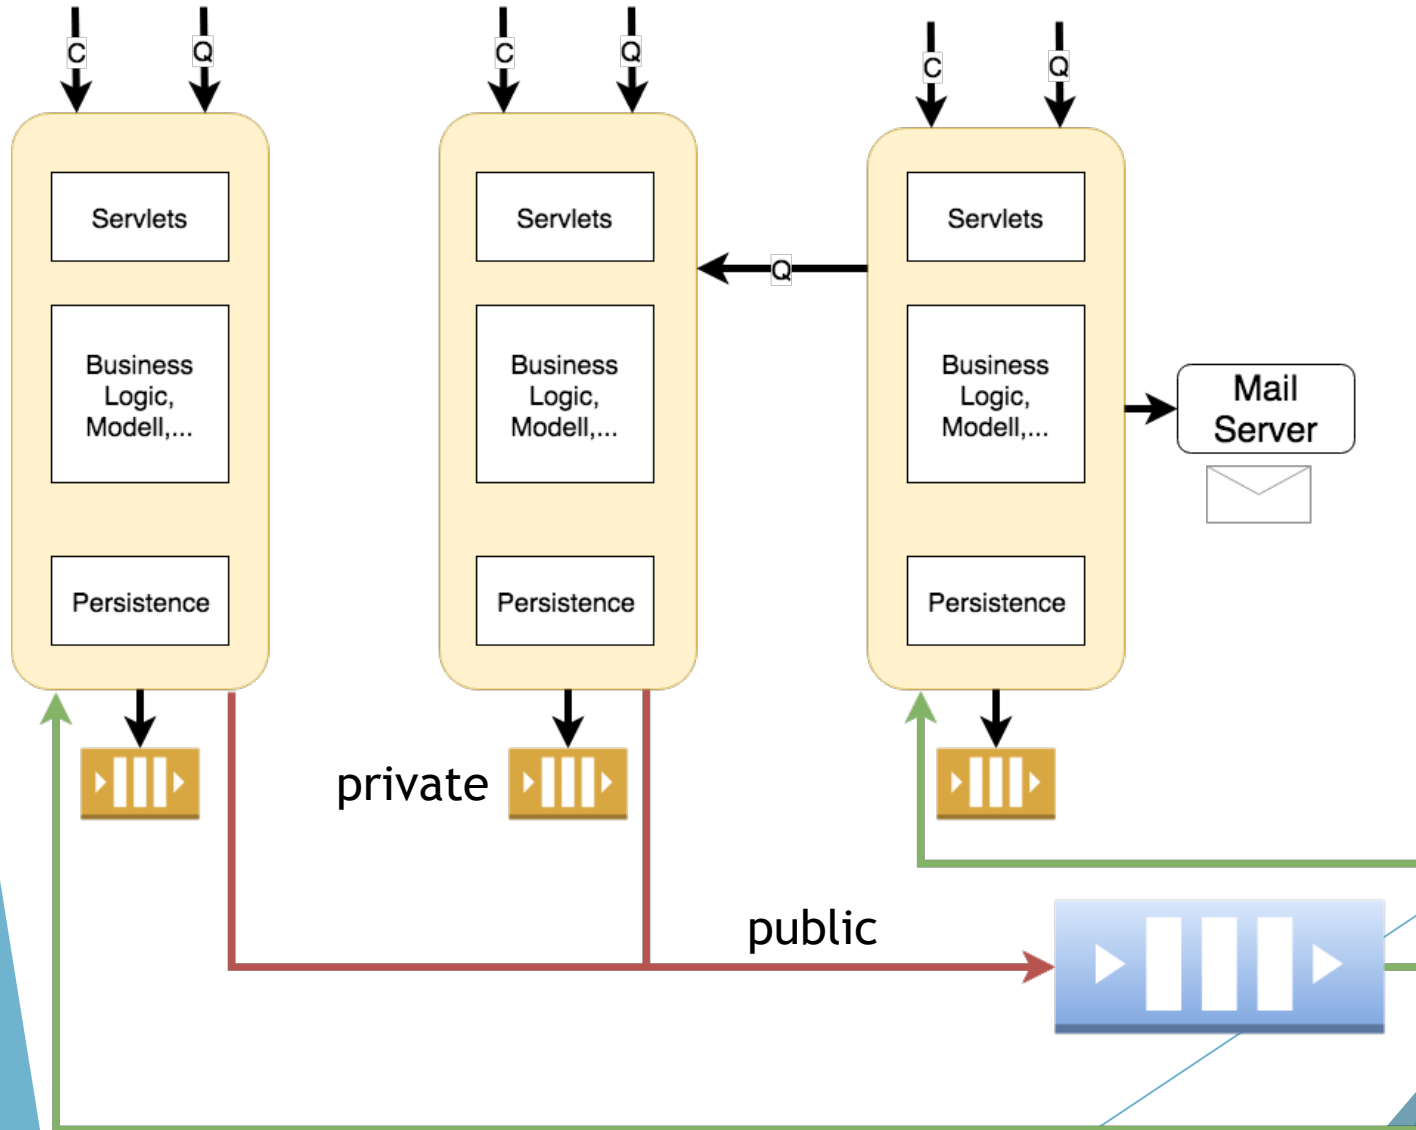 C
Q
C
Q
C
Q
Servlets
Servlets
Servlets
Q
Business
Logic,
Modell,...
Business
Logic,
Modell,...
Business
Logic,
Modell,...
Mail
Server
Persistence
Persistence
Persistence
private
public